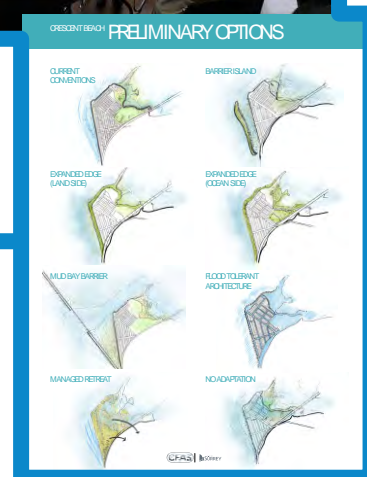 CRESCENT BEACH PRELIMINARY OPTIONS
CURRENT
CONVENTIONS
BARRIER ISLAND
EXPANDED EDGE
(LAND SIDE)
EXPANDED EDGE
(OCEAN SIDE)
MUD BAY BARRIER
FLOOD TOLERANT
ARCHITECTURE
MANAGED RETREAT
NO ADAPTATION
CFAS SURREY